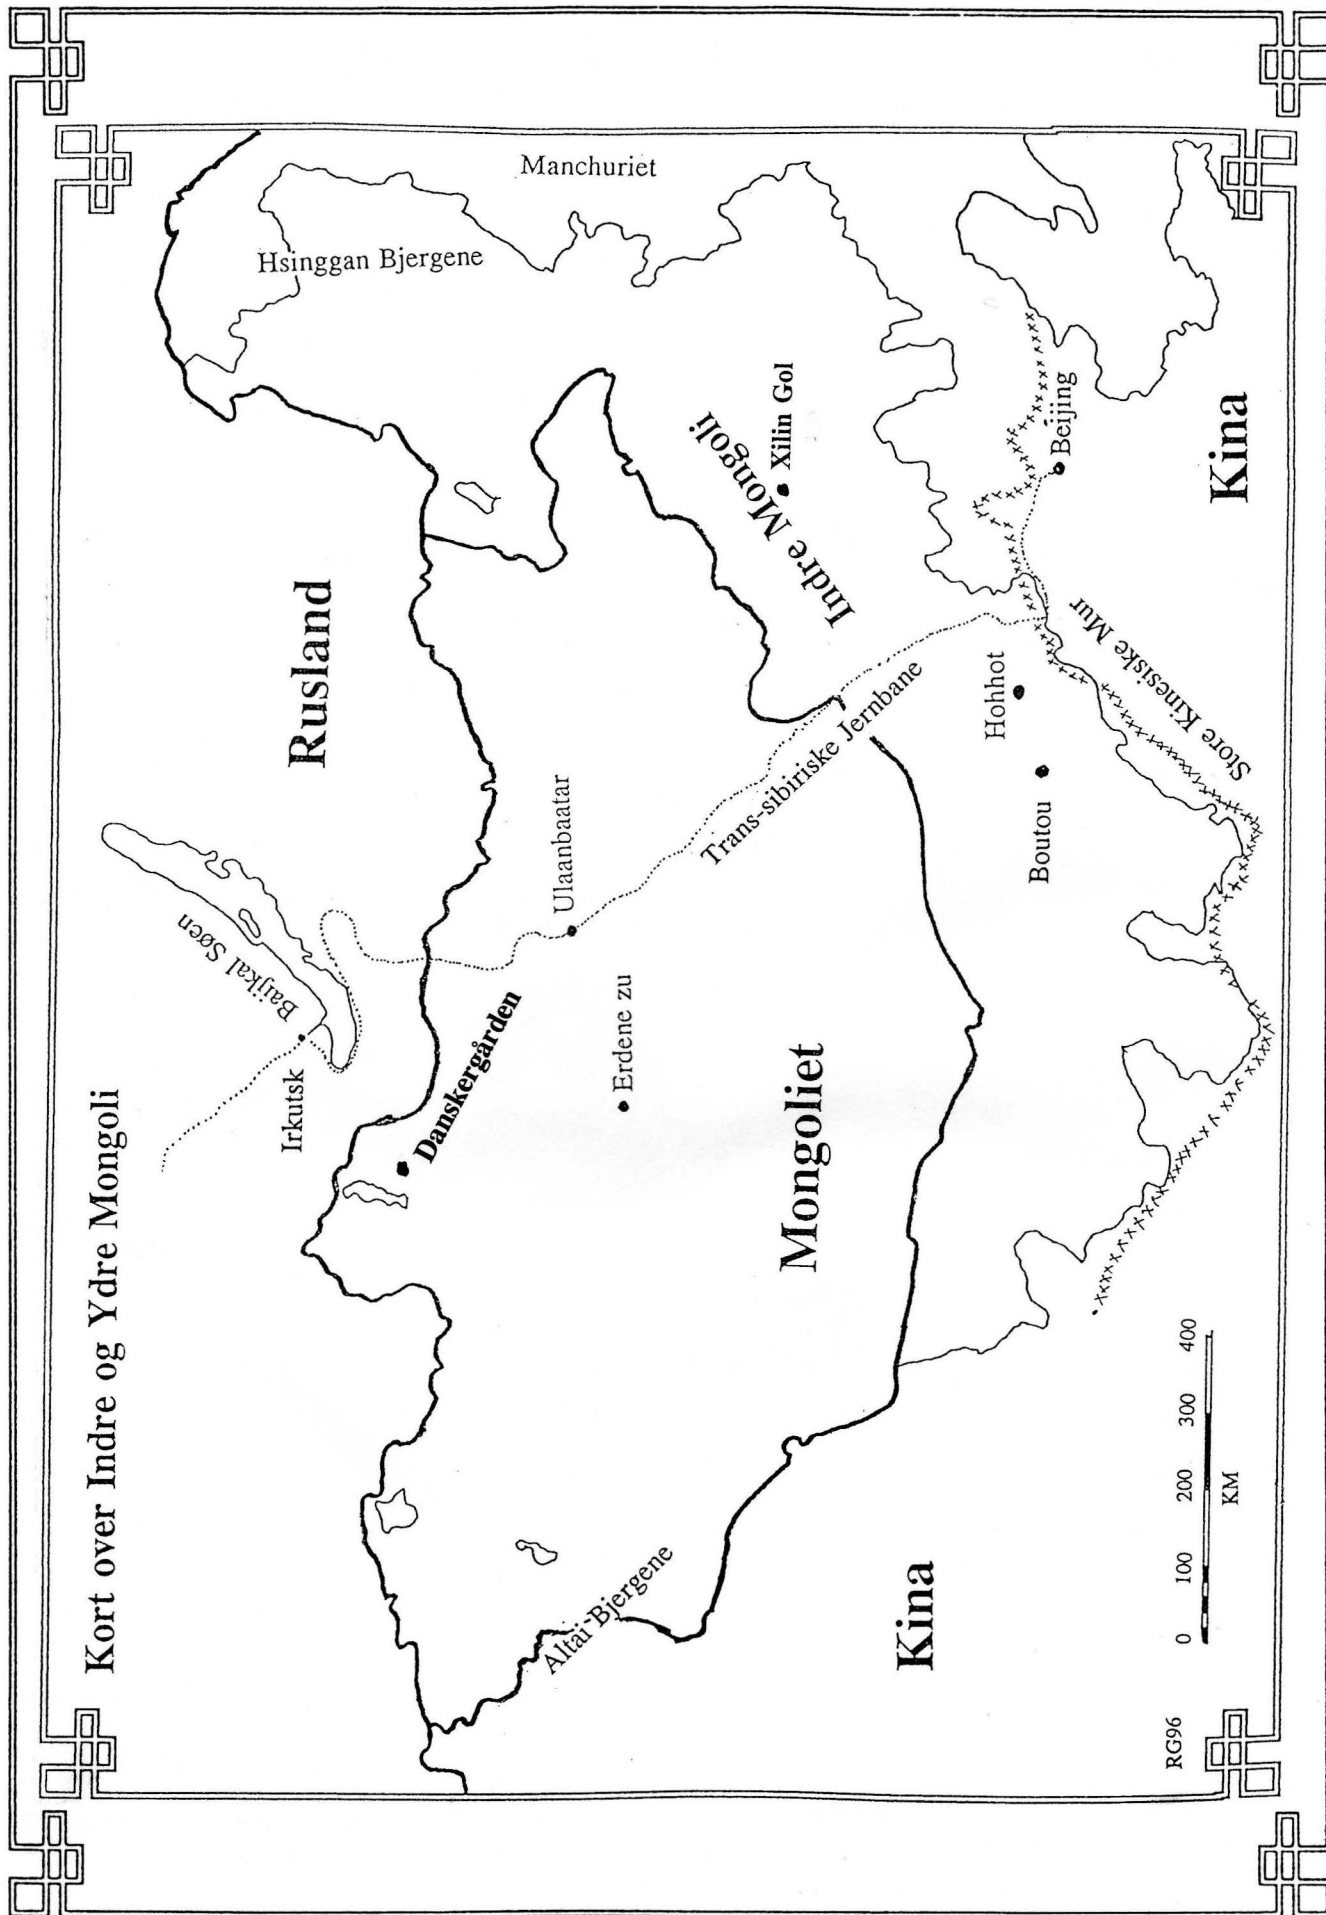 Kort over Indre og Ydre Mongoli
Rusland
Baijkal Søen
Irkutsk
Danskergården
Ulaanbaatar
Erdene zu
Mongoliet
Altai-Bjergene
Kina
Trans-sibiriske Jernbane
Indre Mongoli
Xilin Gol
Hsinggan Bjergene
Manchuriet
Hohhot
Boutou
Beijing
Store Kinesiske Mur
Kina
0 100 200 300 400
KM
RG96